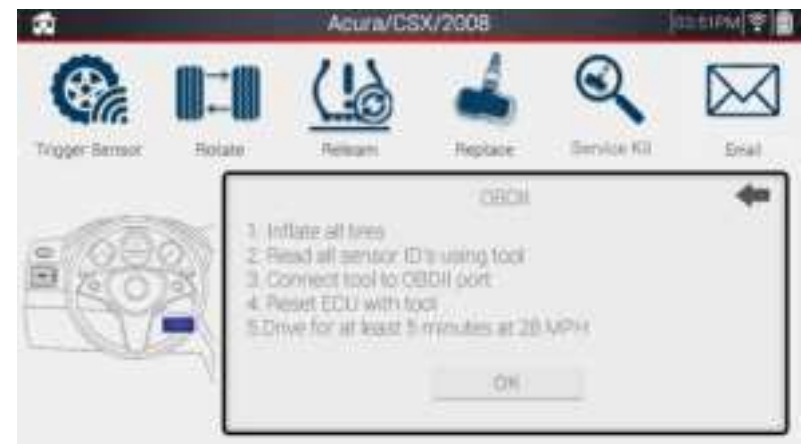 Acura/CSX/2008
03:51PM
Trigger Sensor
Rotate
Relearn
Replace
Service Kit
Email
OBDII
1. Inflate all tires
2. Read all sensor ID's using tool
3. Connect tool to OBDII port
4. Reset ECU with tool
5.Drive for at least 5 minutes at 28 MPH
OK